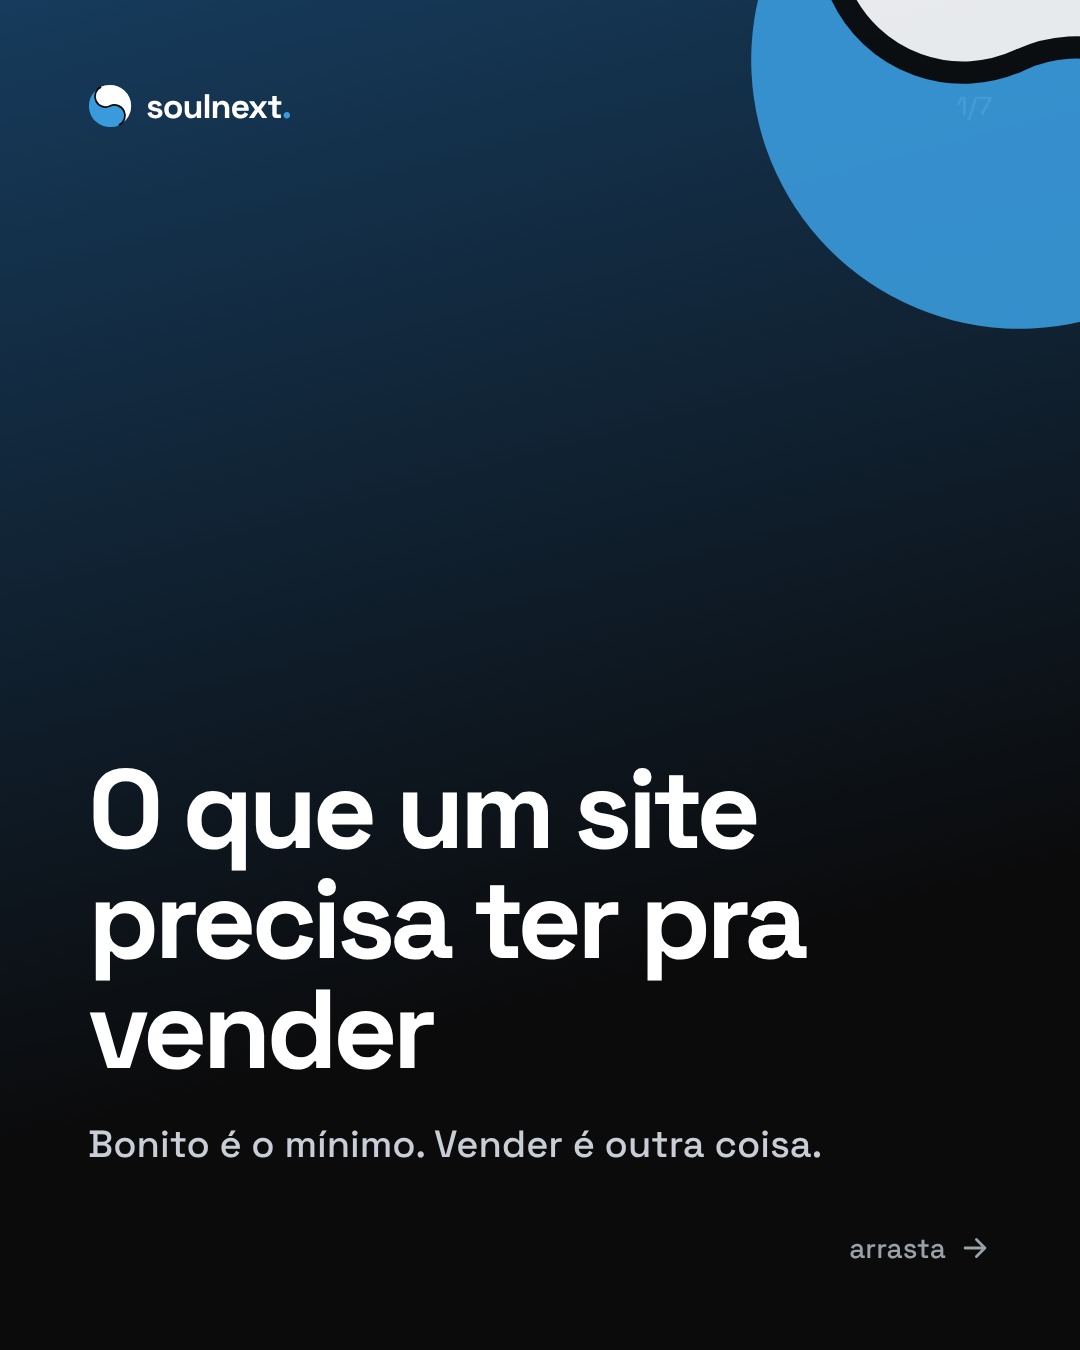 soulnext.
1/7
O que um site
precisa ter pra
vender
Bonito é o mínimo. Vender é outra coisa.
arrasta →